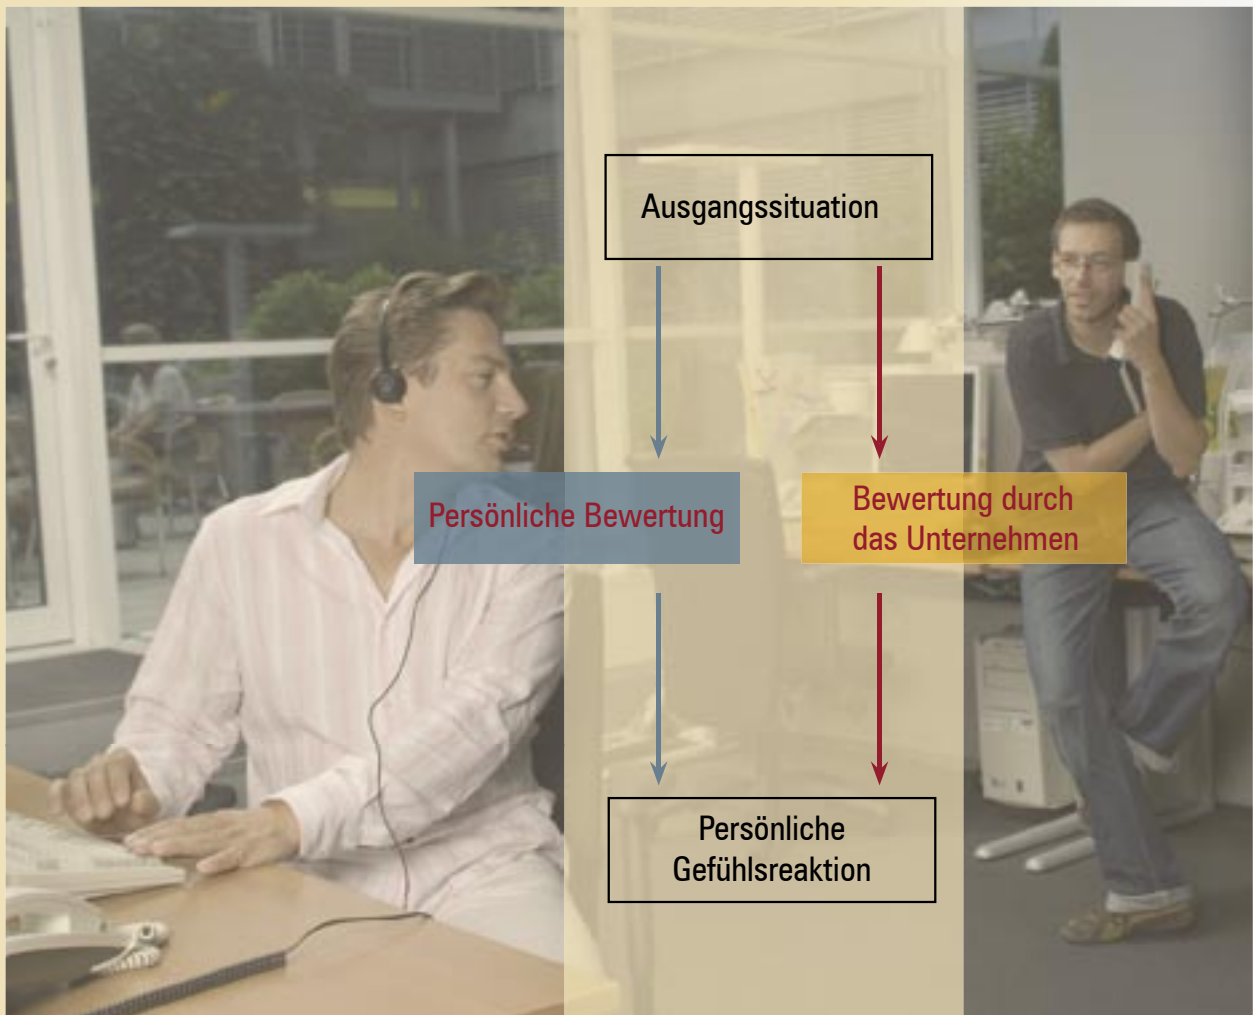 Ausgangssituation
Persönliche Bewertung
Bewertung durch
das Unternehmen
Persönliche
Gefühlsreaktion